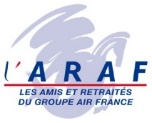 L'ARAF
LES AMIS ET RETRAITÉS
DU GROUPE AIR FRANCE